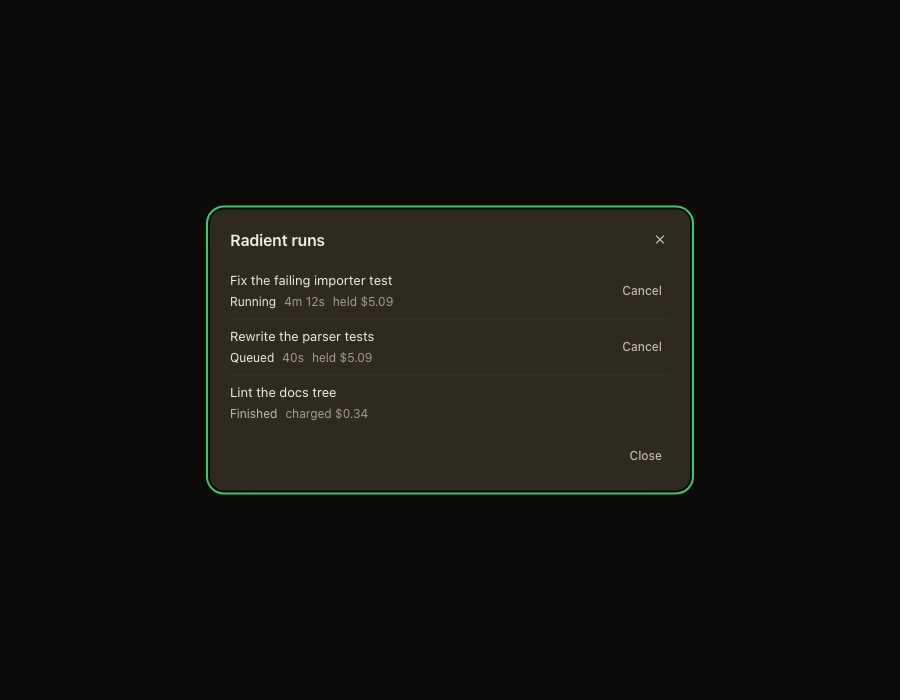 Radient runs
×
Fix the failing importer test
Cancel
Running 4m 12s held $5.09
Rewrite the parser tests
Cancel
Queued 40s held $5.09
Lint the docs tree
Finished charged $0.34
Close